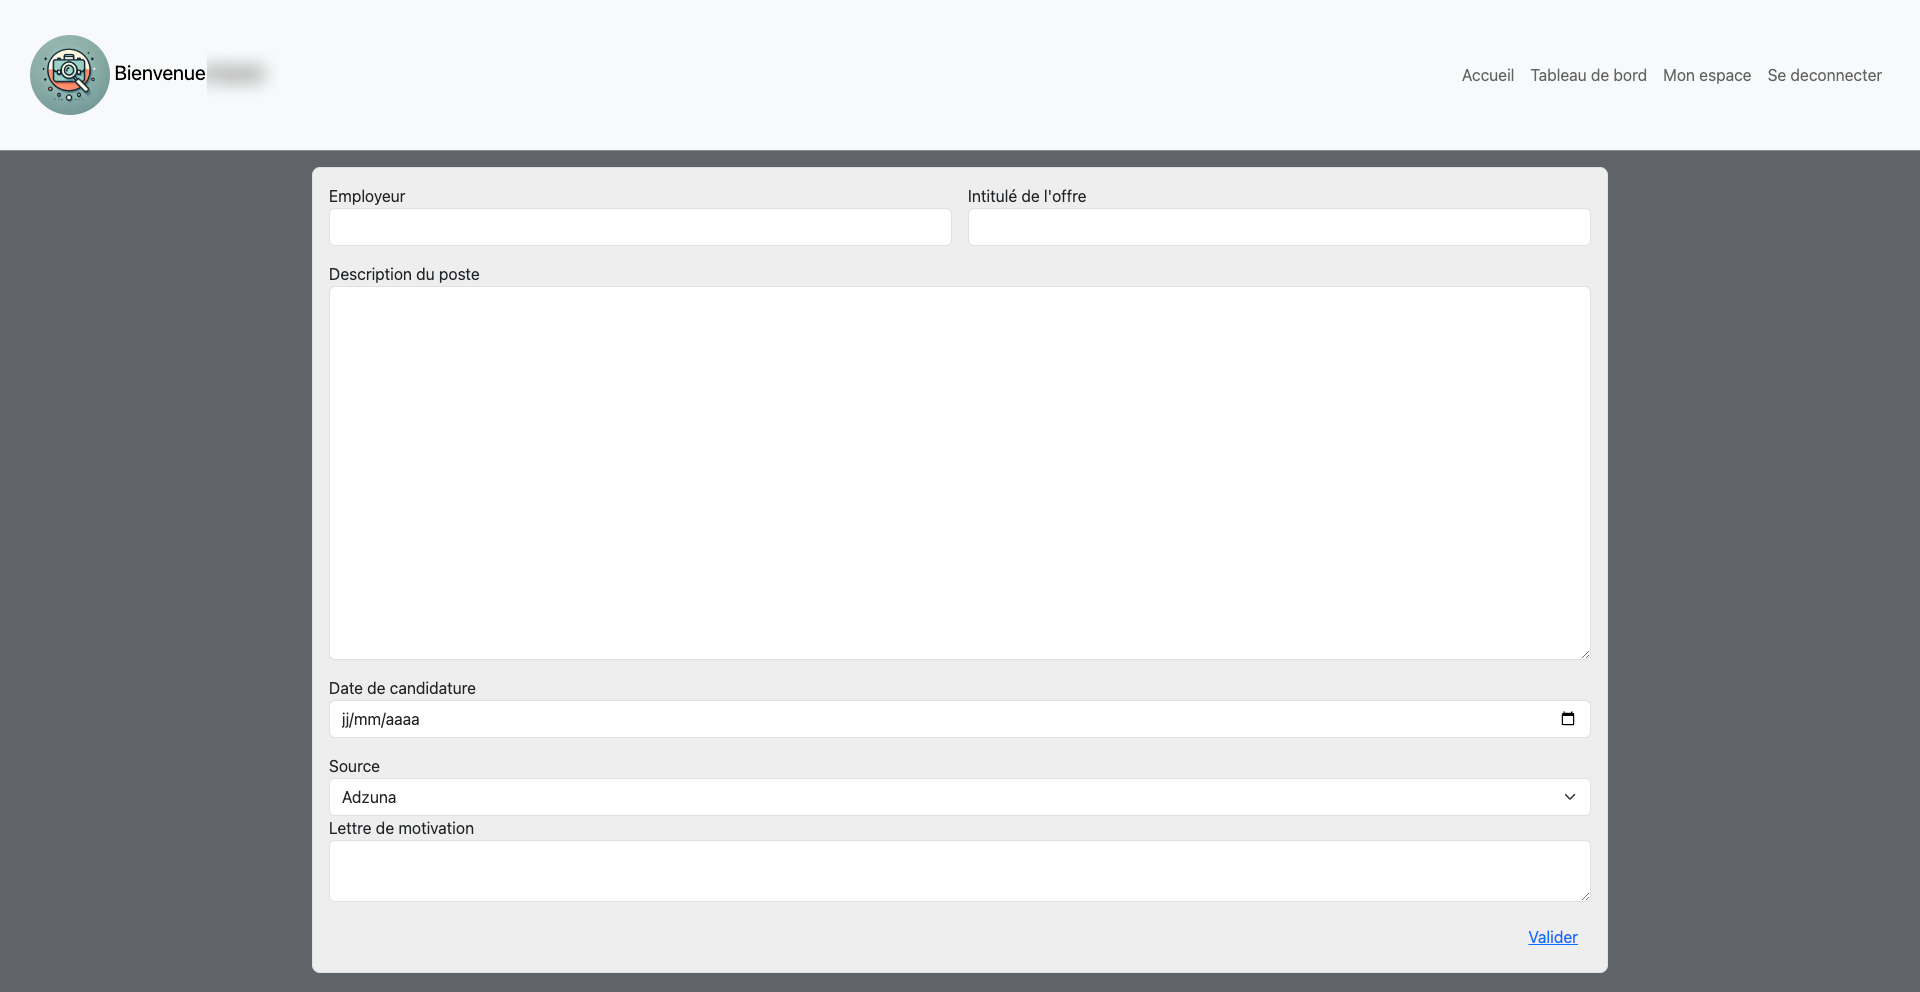 Bienvenue
Accueil Tableau de bord Mon espace Se deconnecter
Employeur Intitulé de l'offre
Description du poste
Date de candidature
jj/mm/aaaa
Source
Adzuna
Lettre de motivation
Valider